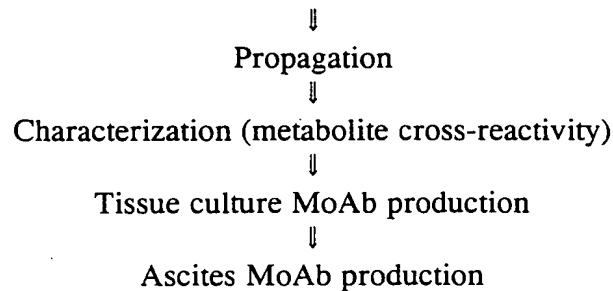 ⇓
Propagation
⇓
Characterization (metabolite cross-reactivity)
⇓
Tissue culture MoAb production
⇓
Ascites MoAb production